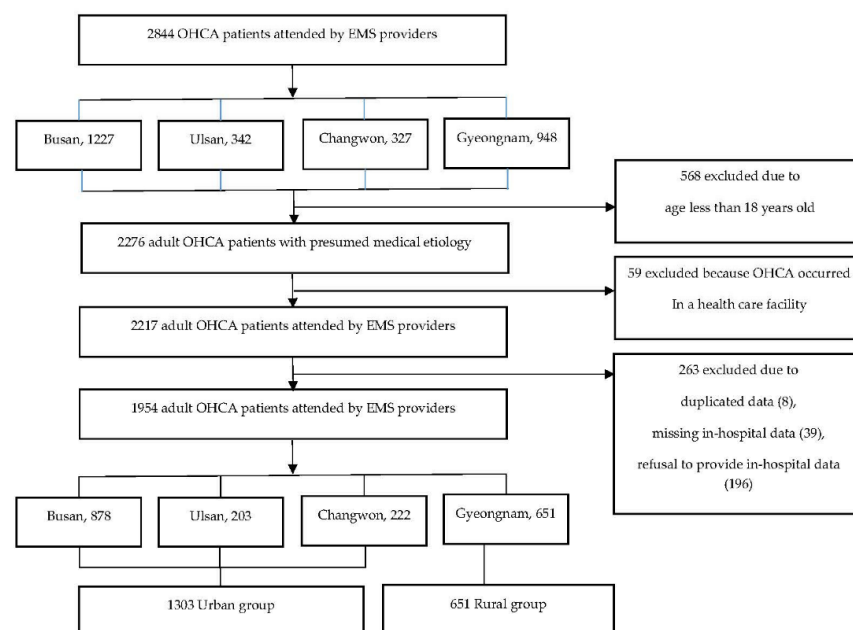 2844 OHCA patients attended by EMS providers
Busan, 1227
Ulsan, 342
Changwon, 327
Gyeongnam, 948
568 excluded due to
age less than 18 years old
2276 adult OHCA patients with presumed medical etiology
59 excluded because OHCA occurred
In a health care facility
2217 adult OHCA patients attended by EMS providers
263 excluded due to
duplicated data (8),
missing in-hospital data (39),
refusal to provide in-hospital data
(196)
1954 adult OHCA patients attended by EMS providers
Busan, 878
Ulsan, 203
Changwon, 222
Gyeongnam, 651
1303 Urban group
651 Rural group